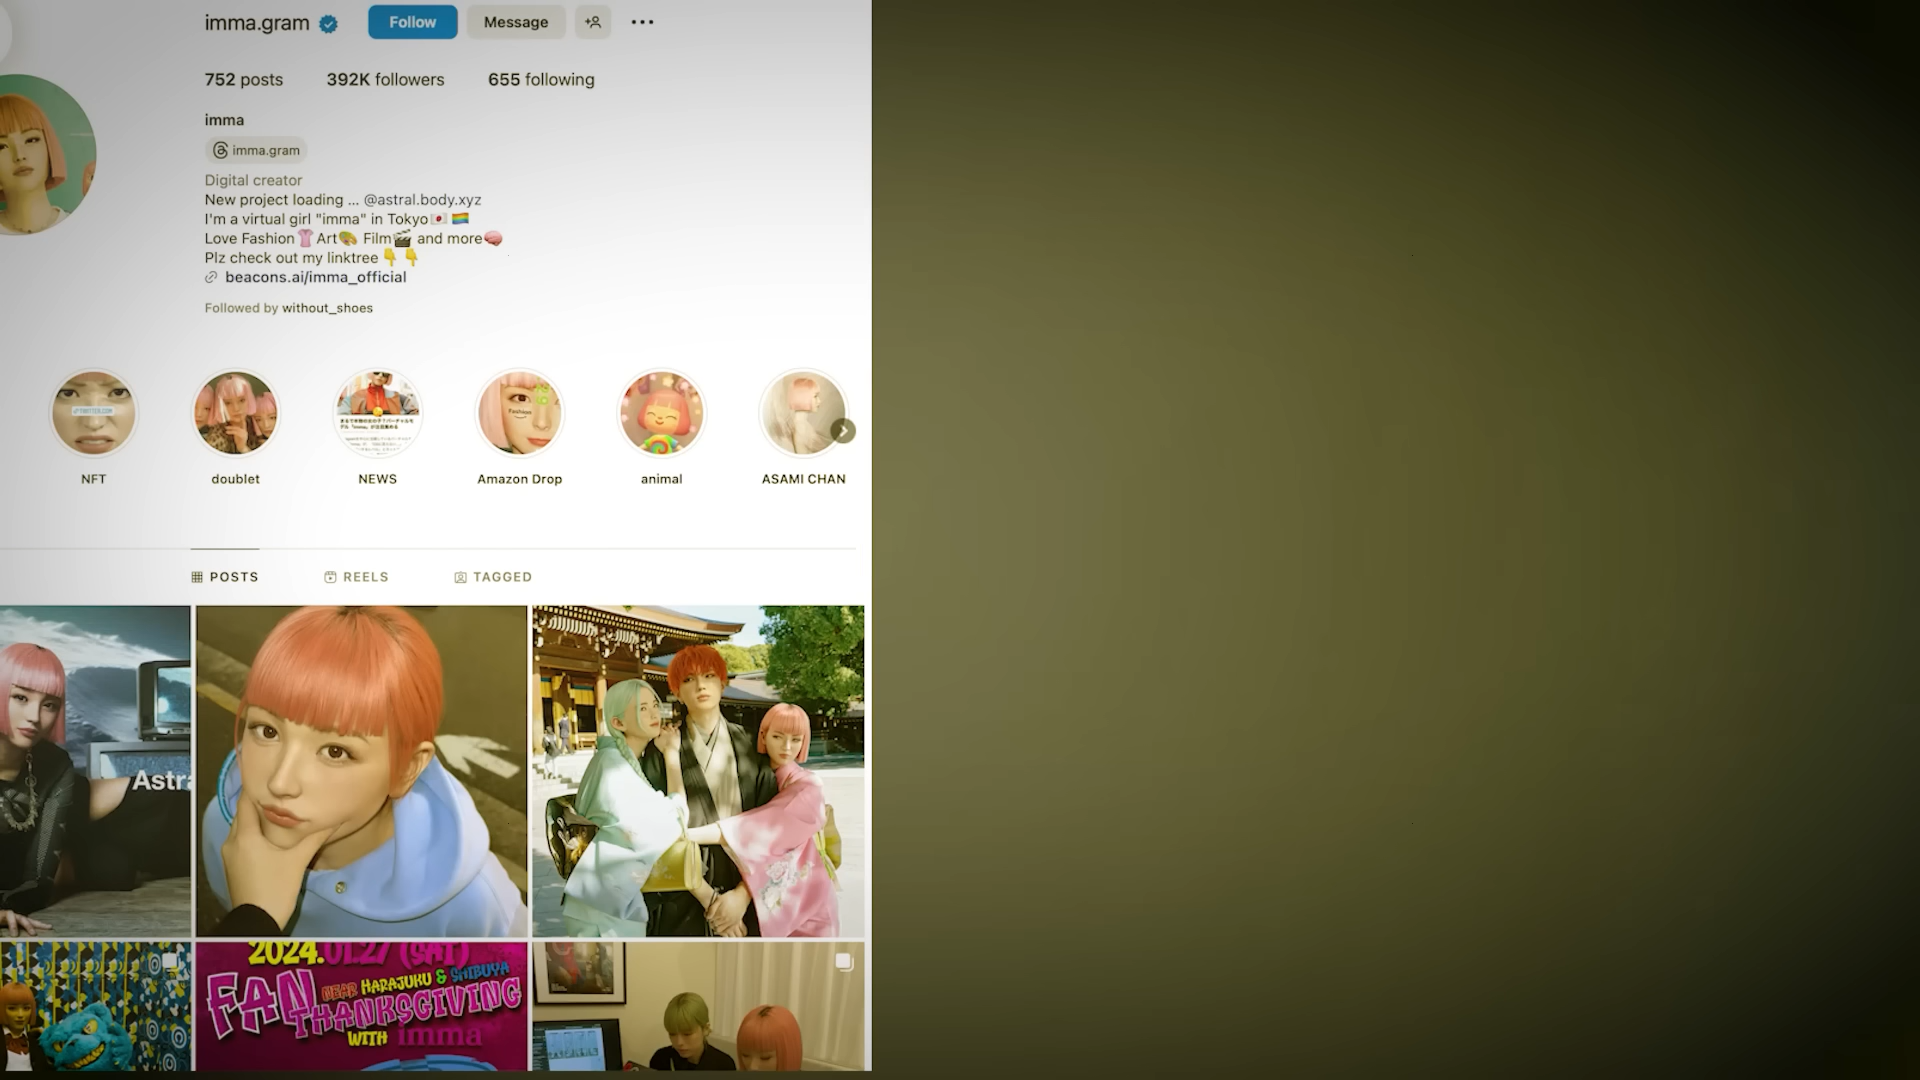 imma.gram
Follow
Message
752 posts
392K followers
655 following
imma
imma.gram
Digital creator
New project loading ... @astral.body.xyz
I'm a virtual girl "imma" in Tokyo🇯🇵 🏳️‍🌈
Love Fashion👚Art🎨 Film🎬 and more🧠
Plz check out my linktree👇 👇
beacons.ai/imma_official
Followed by without_shoes
Fashion
NFT
doublet
NEWS
Amazon Drop
animal
ASAMI CHAN
POSTS
REELS
TAGGED
Astra
2024.01.27 (SAT)
FAN
NEAR HARAJUKU & SHIBUYA
THANKSGIVING
WITH imma